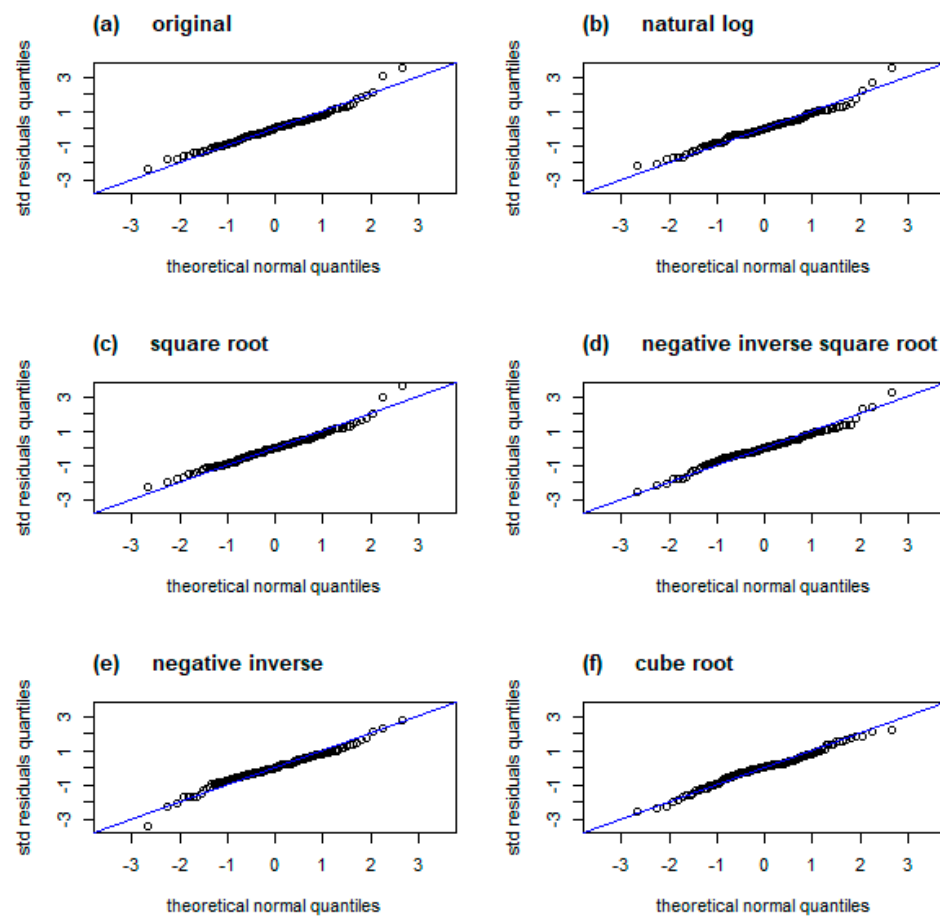 (a) original
(b) natural log
std residuals quantiles
3
1
-1
-3
-3 -2 -1 0 1 2 3
theoretical normal quantiles
std residuals quantiles
3
1
-1
-3
-3 -2 -1 0 1 2 3
theoretical normal quantiles
(c) square root
(d) negative inverse square root
std residuals quantiles
3
1
-1
-3
-3 -2 -1 0 1 2 3
theoretical normal quantiles
std residuals quantiles
3
1
-1
-3
-3 -2 -1 0 1 2 3
theoretical normal quantiles
(e) negative inverse
(f) cube root
std residuals quantiles
3
1
-1
-3
-3 -2 -1 0 1 2 3
theoretical normal quantiles
std residuals quantiles
3
1
-1
-3
-3 -2 -1 0 1 2 3
theoretical normal quantiles